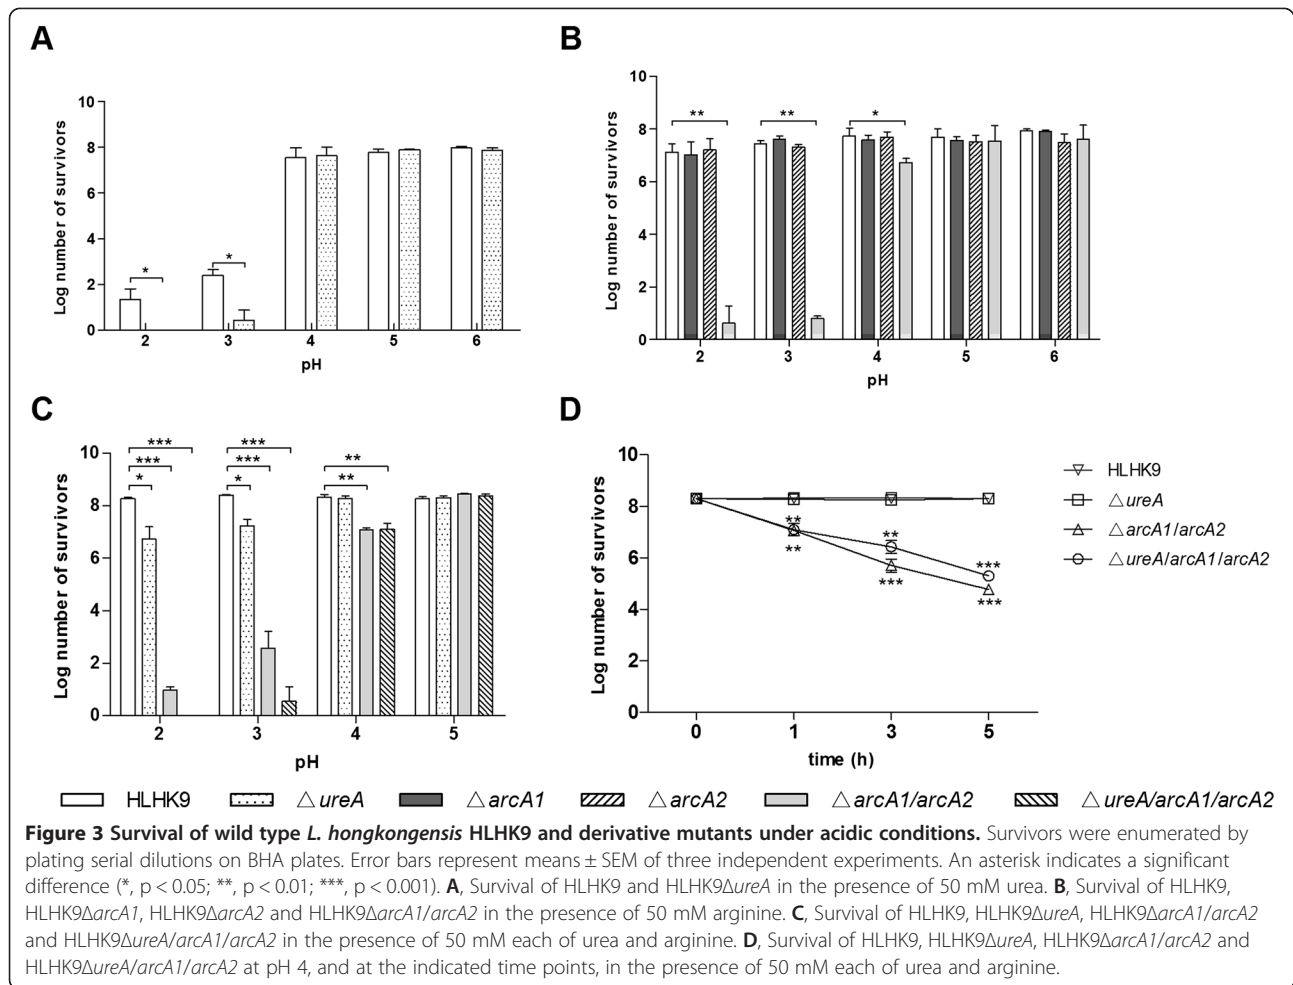 A
Log number of survivors
10
8
6
4
2
0
*
*
2 3 4 5 6
pH
B
Log number of survivors
10
8
6
4
2
0
**
**
*
2 3 4 5 6
pH
C
Log number of survivors
10
8
6
4
2
0
***
***
*
***
***
*
**
**
2 3 4 5
pH
D
Log number of survivors
10
8
6
4
2
0
**
**
**
***
***
***
0 1 3 5
time (h)
HLHK9
△ureA
△arcA1/arcA2
△ureA/arcA1/arcA2
HLHK9 △ureA △arcA1 △arcA2 △arcA1/arcA2 △ureA/arcA1/arcA2
Figure 3 Survival of wild type L. hongkongensis HLHK9 and derivative mutants under acidic conditions. Survivors were enumerated by
plating serial dilutions on BHA plates. Error bars represent means ± SEM of three independent experiments. An asterisk indicates a significant
difference (*, p < 0.05; **, p < 0.01; ***, p < 0.001). A, Survival of HLHK9 and HLHK9ΔureA in the presence of 50 mM urea. B, Survival of HLHK9,
HLHK9ΔarcA1, HLHK9ΔarcA2 and HLHK9ΔarcA1/arcA2 in the presence of 50 mM arginine. C, Survival of HLHK9, HLHK9ΔureA, HLHK9ΔarcA1/arcA2
and HLHK9ΔureA/arcA1/arcA2 in the presence of 50 mM each of urea and arginine. D, Survival of HLHK9, HLHK9ΔureA, HLHK9ΔarcA1/arcA2 and
HLHK9ΔureA/arcA1/arcA2 at pH 4, and at the indicated time points, in the presence of 50 mM each of urea and arginine.